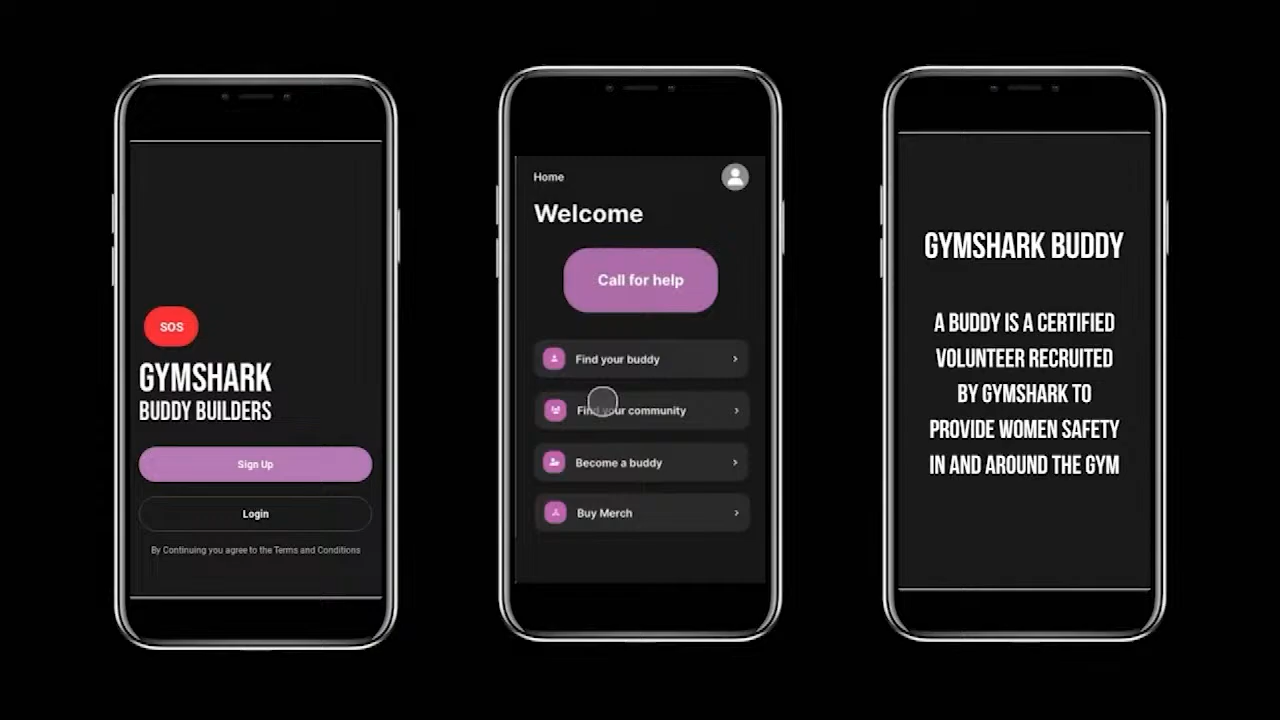 SOS
GYMSHARK
BUDDY BUILDERS
Sign Up
Login
By Continuing you agree to the Terms and Conditions
Home
Welcome
Call for help
Find your buddy
Find your community
Become a buddy
Buy Merch
GYMSHARK BUDDY
A BUDDY IS A CERTIFIED
VOLUNTEER RECRUITED
BY GYMSHARK TO
PROVIDE WOMEN SAFETY
IN AND AROUND THE GYM